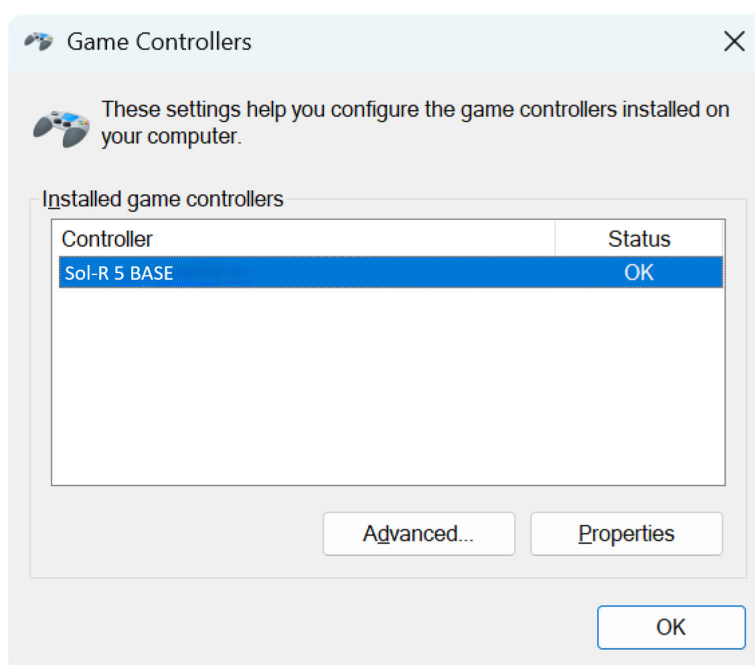 Game Controllers
These settings help you configure the game controllers installed on
your computer.
Installed game controllers
Controller Status
Sol-R 5 BASE OK
Advanced... Properties
OK